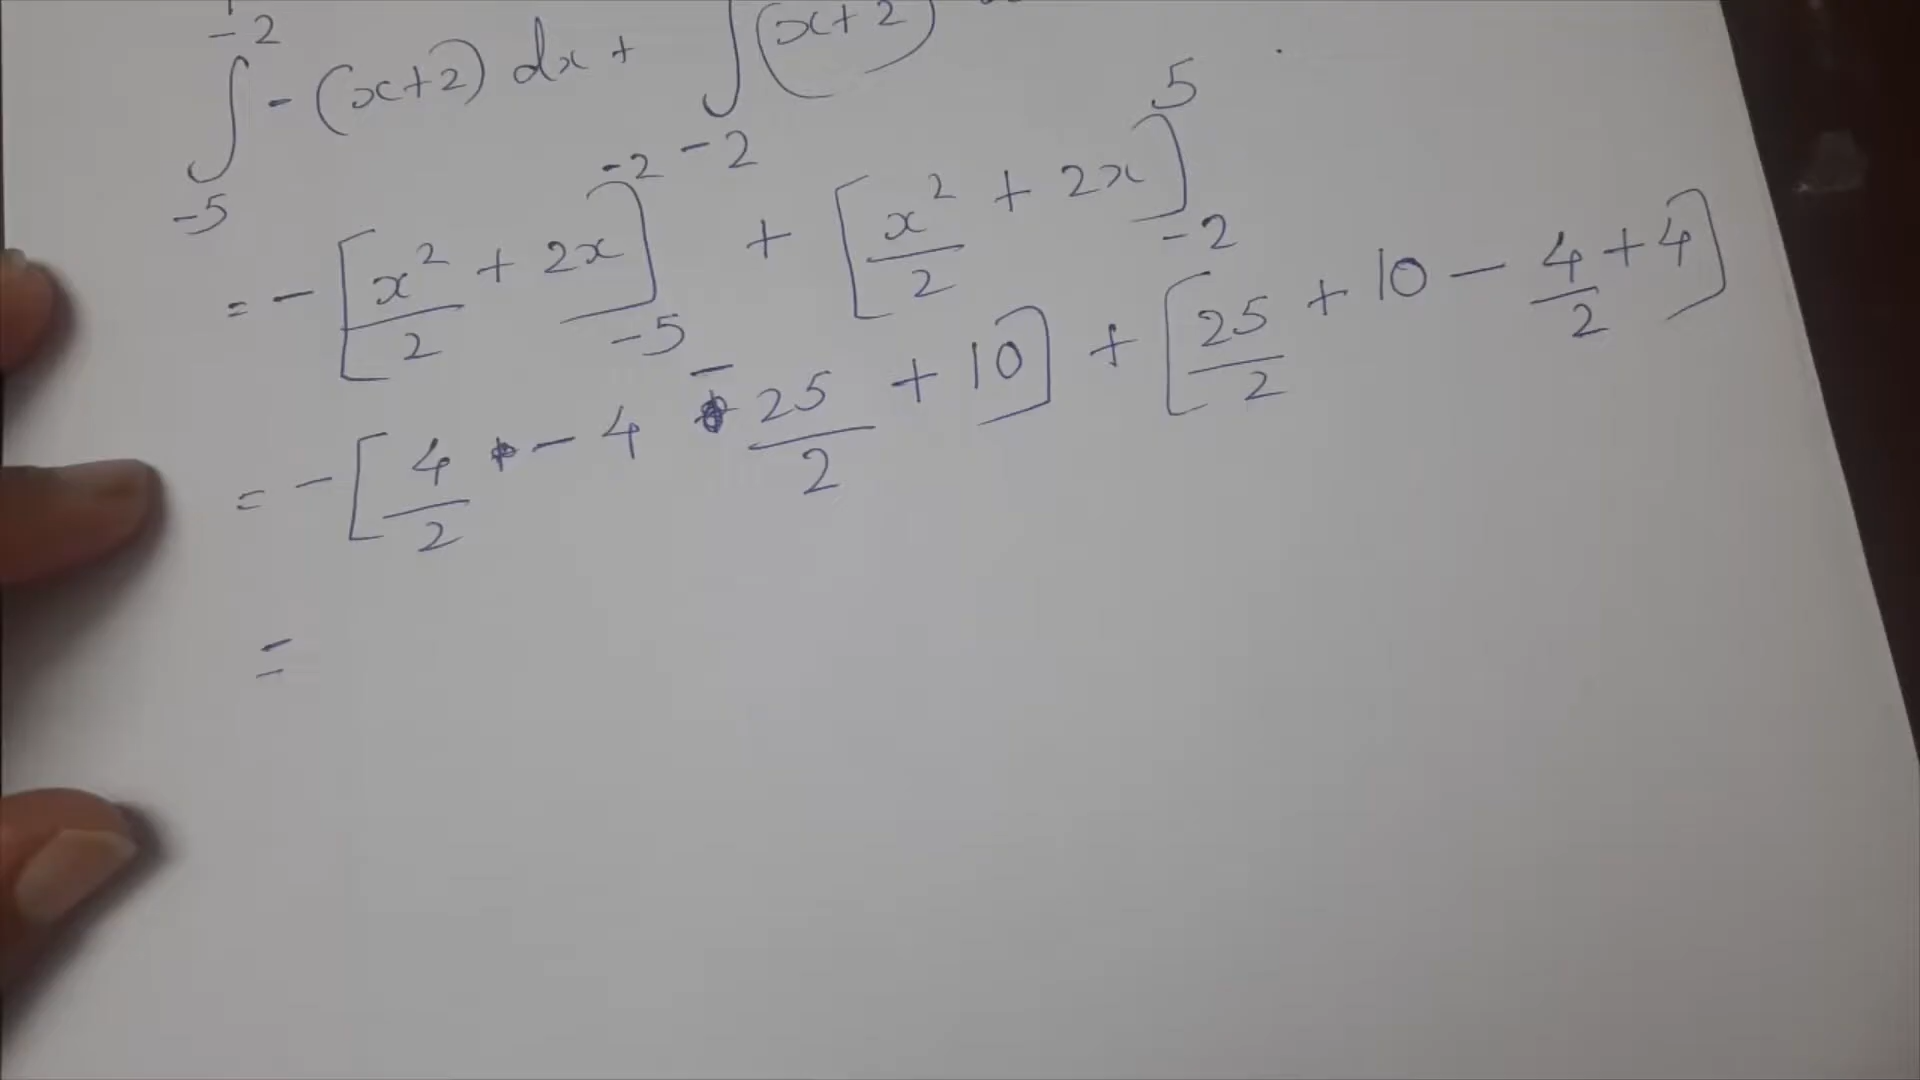 ∫_{-5}^{-2} -(x+2) dx + ∫_{-2} (x+2)
= -[x²/2 + 2x]_{-5}^{-2} + [x²/2 + 2x]_{-2}^{5}
= -[4/2 - 4 - 25/2 + 10] + [25/2 + 10 - 4/2 + 4]
=